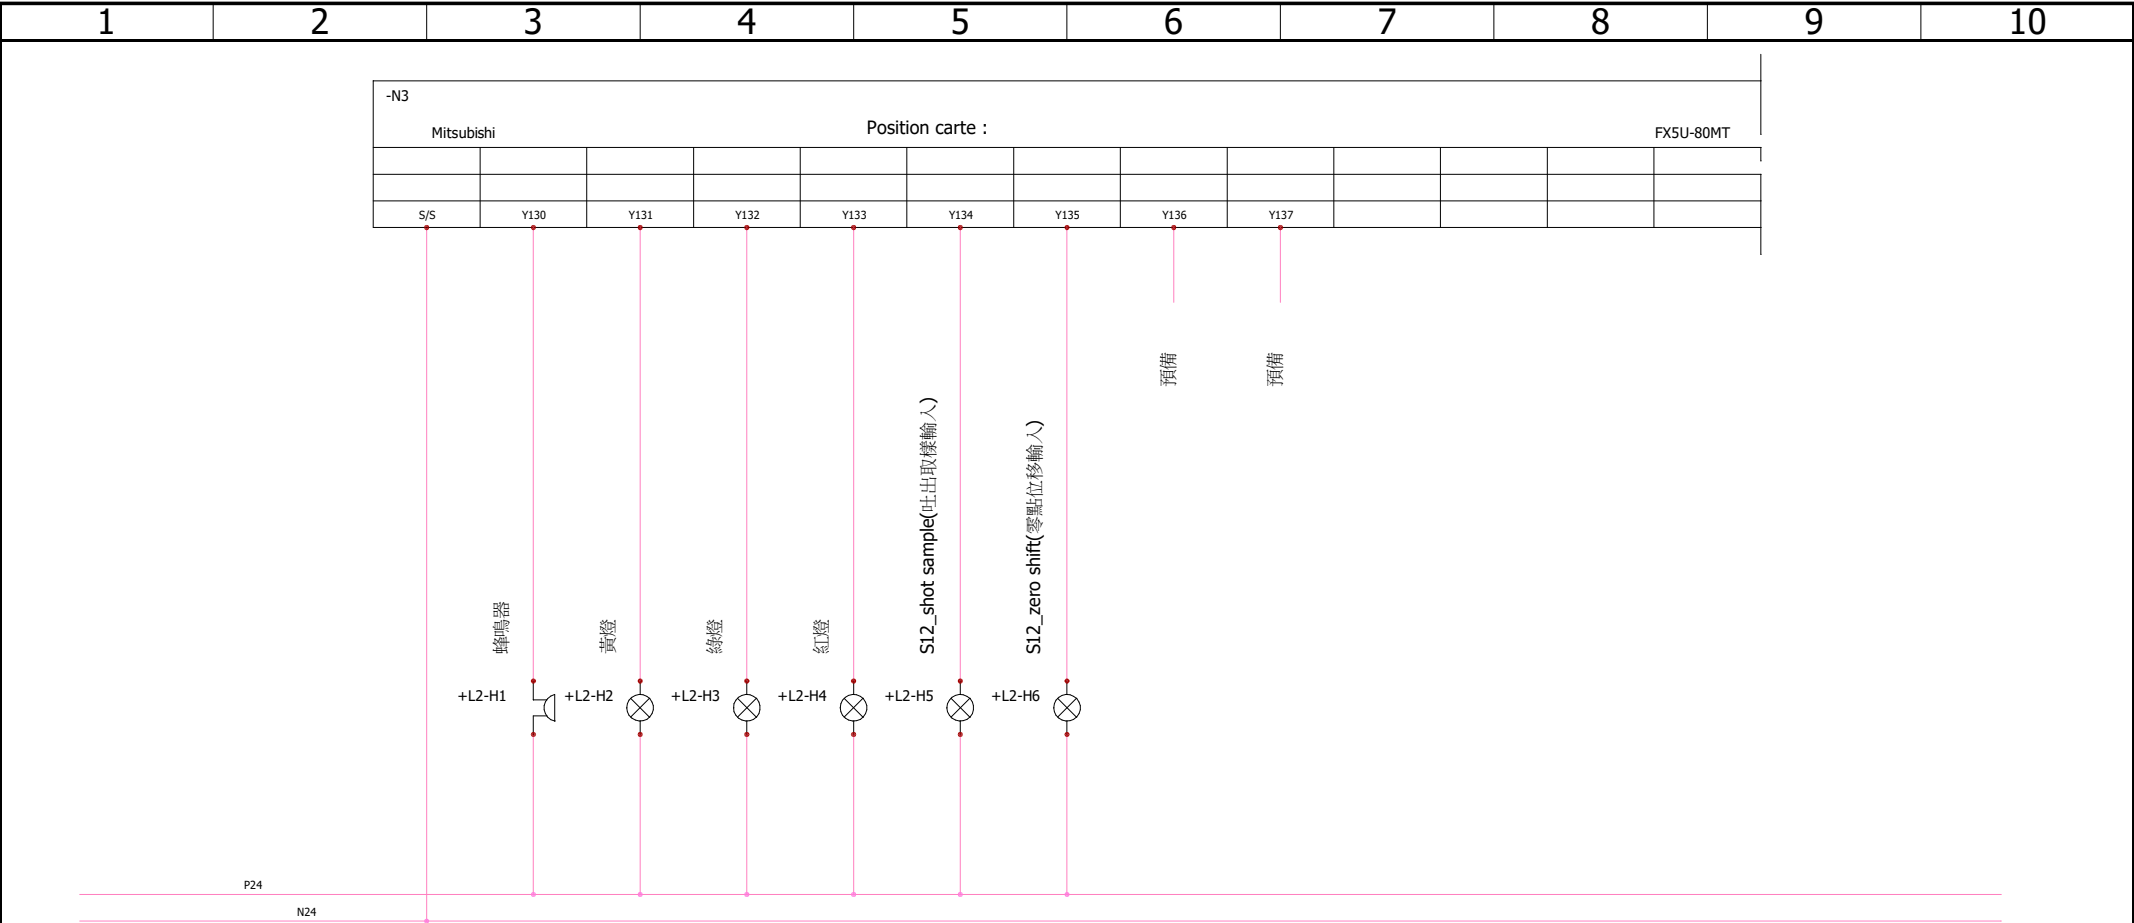 1 2 3 4 5 6 7 8 9 10
-N3
Mitsubishi Position carte : FX5U-80MT
S/S Y130 Y131 Y132 Y133 Y134 Y135 Y136 Y137
預備 預備
蜂鳴器
黃燈
綠燈
紅燈
S12_shot sample(吐出取樣輸入)
S12_zero shift(零點位移輸入)
+L2-H1 +L2-H2 +L2-H3 +L2-H4 +L2-H5 +L2-H6
P24
N24